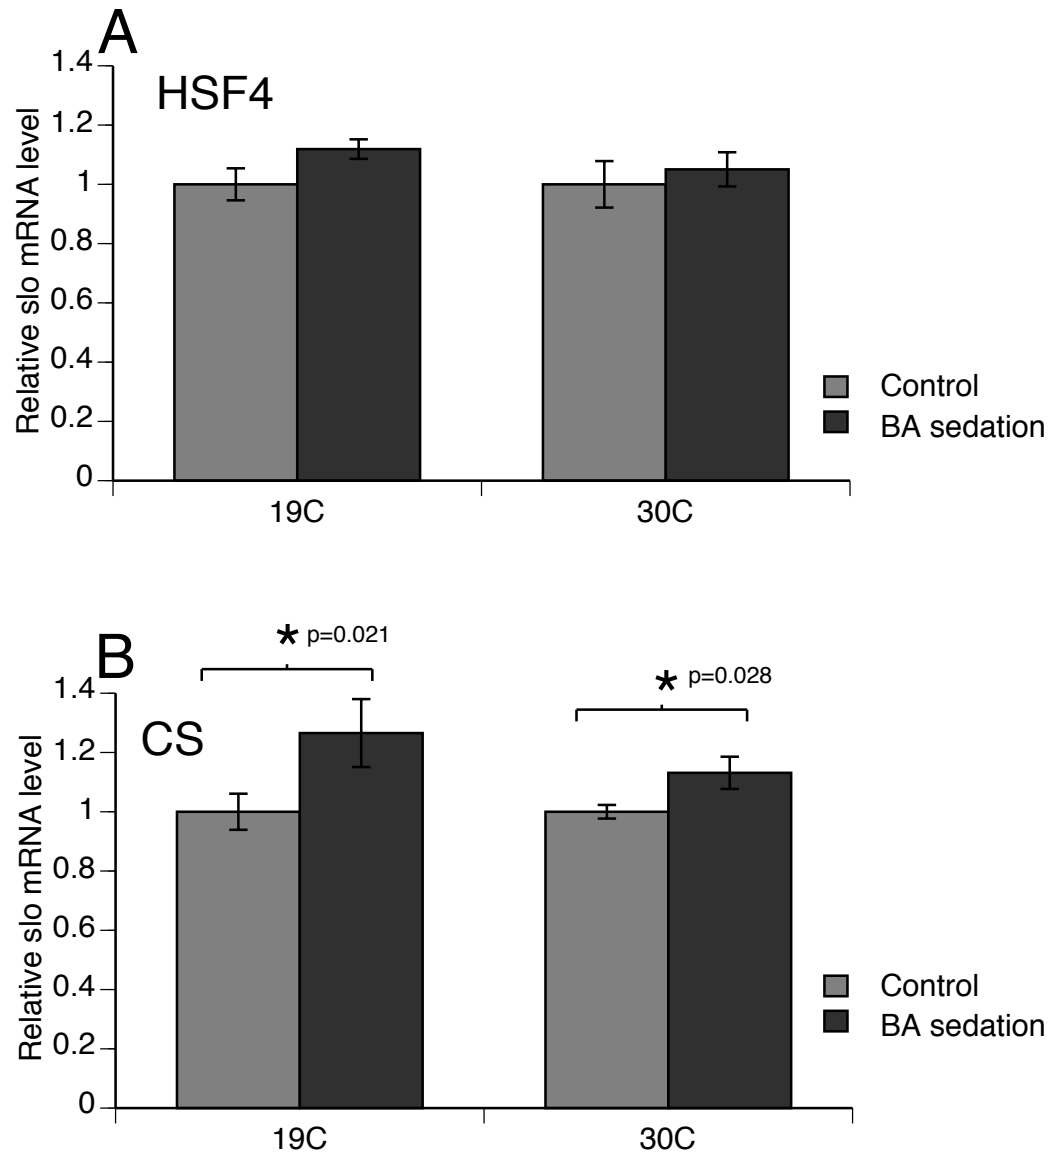 A
HSF4
Relative slo mRNA level
1.4
1.2
1
0.8
0.6
0.4
0.2
0
19C
30C
Control
BA sedation
B
CS
* p=0.021
* p=0.028
Relative slo mRNA level
1.4
1.2
1
0.8
0.6
0.4
0.2
0
19C
30C
Control
BA sedation